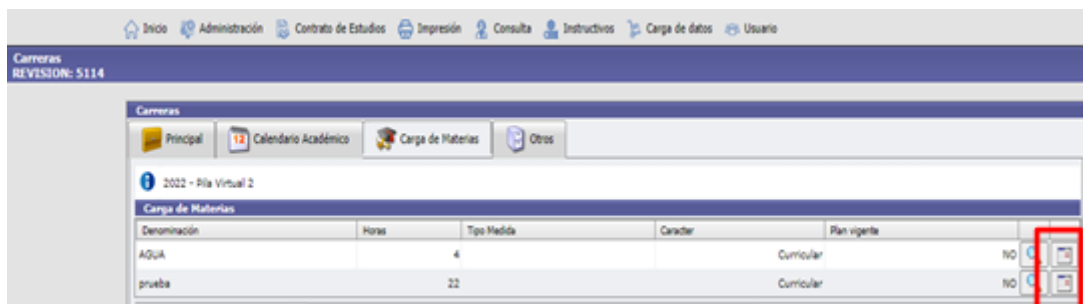 Inicio Administración Contrato de Estudios Impresión Consulta Instructivos Carga de datos Usuario
Carreras
REVISION: 5114
Carreras
Principal 12 Calendario Académico Carga de Materias Otros
2022 - Pila Virtual 2
Carga de Materias
Denominación Horas Tipo Medida Caracter Plan vigente
AGUA 4 Curricular NO
prueba 22 Curricular NO